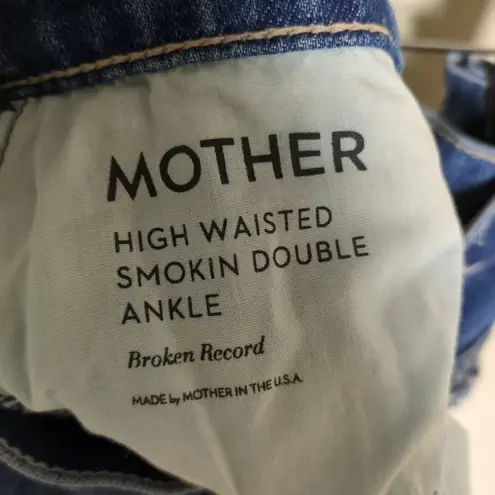 MOTHER
HIGH WAISTED
SMOKIN DOUBLE
ANKLE
Broken Record
MADE by MOTHER IN THE U.S.A.